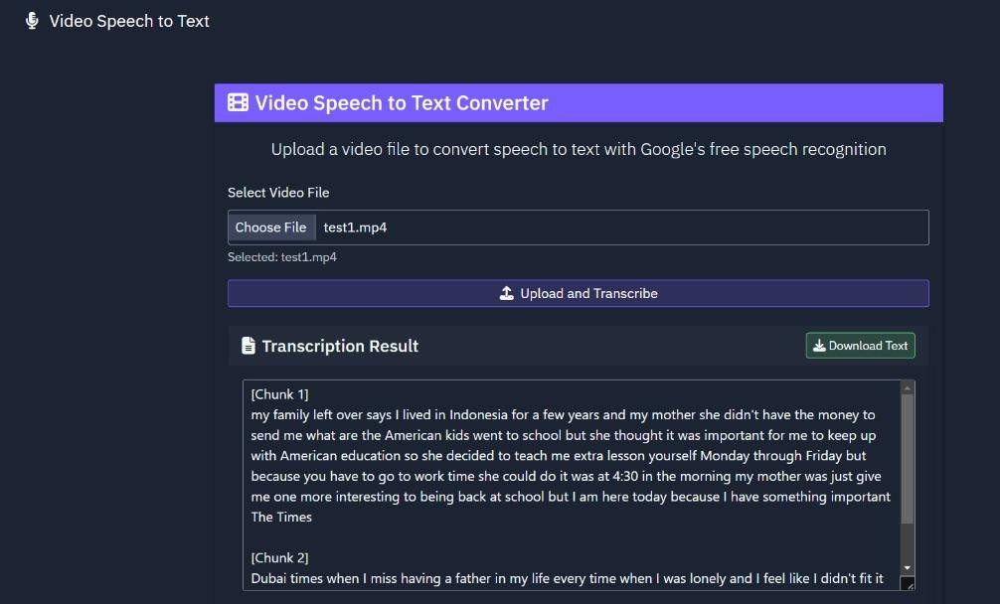 Video Speech to Text
Video Speech to Text Converter
Upload a video file to convert speech to text with Google's free speech recognition
Select Video File
Choose File test1.mp4
Selected: test1.mp4
Upload and Transcribe
Transcription Result
Download Text
[Chunk 1]
my family left over says I lived in Indonesia for a few years and my mother she didn't have the money to
send me what are the American kids went to school but she thought it was important for me to keep up
with American education so she decided to teach me extra lesson yourself Monday through Friday but
because you have to go to work time she could do it was at 4:30 in the morning my mother was just give
me one more interesting to being back at school but I am here today because I have something important
The Times
[Chunk 2]
Dubai times when I miss having a father in my life every time when I was lonely and I feel like I didn't fit it